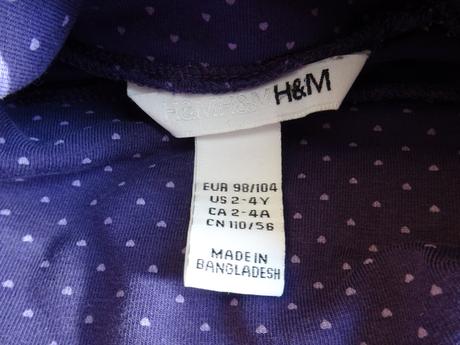 H&M H&M H&M
EUR 98/104
US 2-4Y
CA 2-4A
CN 110/56
MADE IN
BANGLADESH